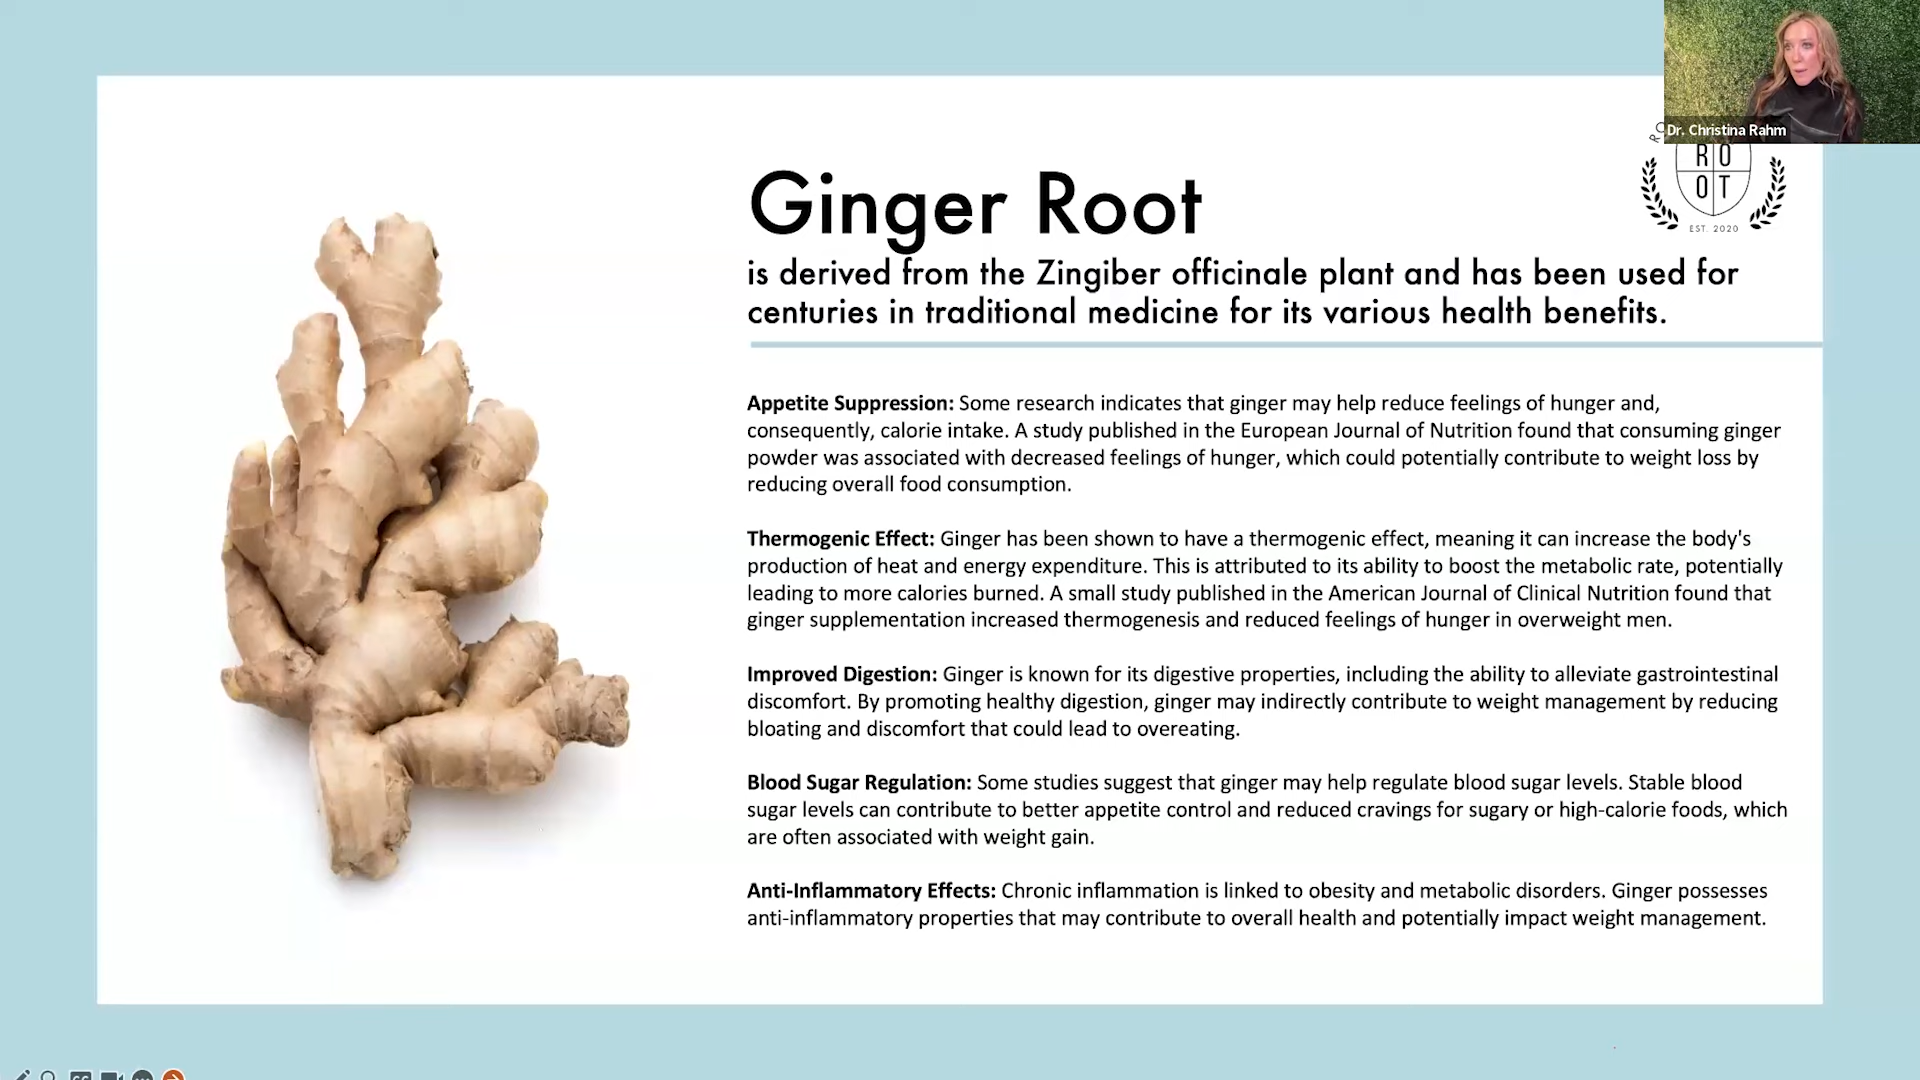 Dr. Christina Rahm
RO
RO
OT
EST. 2020
Ginger Root
is derived from the Zingiber officinale plant and has been used for
centuries in traditional medicine for its various health benefits.
Appetite Suppression: Some research indicates that ginger may help reduce feelings of hunger and,
consequently, calorie intake. A study published in the European Journal of Nutrition found that consuming ginger
powder was associated with decreased feelings of hunger, which could potentially contribute to weight loss by
reducing overall food consumption.
Thermogenic Effect: Ginger has been shown to have a thermogenic effect, meaning it can increase the body's
production of heat and energy expenditure. This is attributed to its ability to boost the metabolic rate, potentially
leading to more calories burned. A small study published in the American Journal of Clinical Nutrition found that
ginger supplementation increased thermogenesis and reduced feelings of hunger in overweight men.
Improved Digestion: Ginger is known for its digestive properties, including the ability to alleviate gastrointestinal
discomfort. By promoting healthy digestion, ginger may indirectly contribute to weight management by reducing
bloating and discomfort that could lead to overeating.
Blood Sugar Regulation: Some studies suggest that ginger may help regulate blood sugar levels. Stable blood
sugar levels can contribute to better appetite control and reduced cravings for sugary or high-calorie foods, which
are often associated with weight gain.
Anti-Inflammatory Effects: Chronic inflammation is linked to obesity and metabolic disorders. Ginger possesses
anti-inflammatory properties that may contribute to overall health and potentially impact weight management.